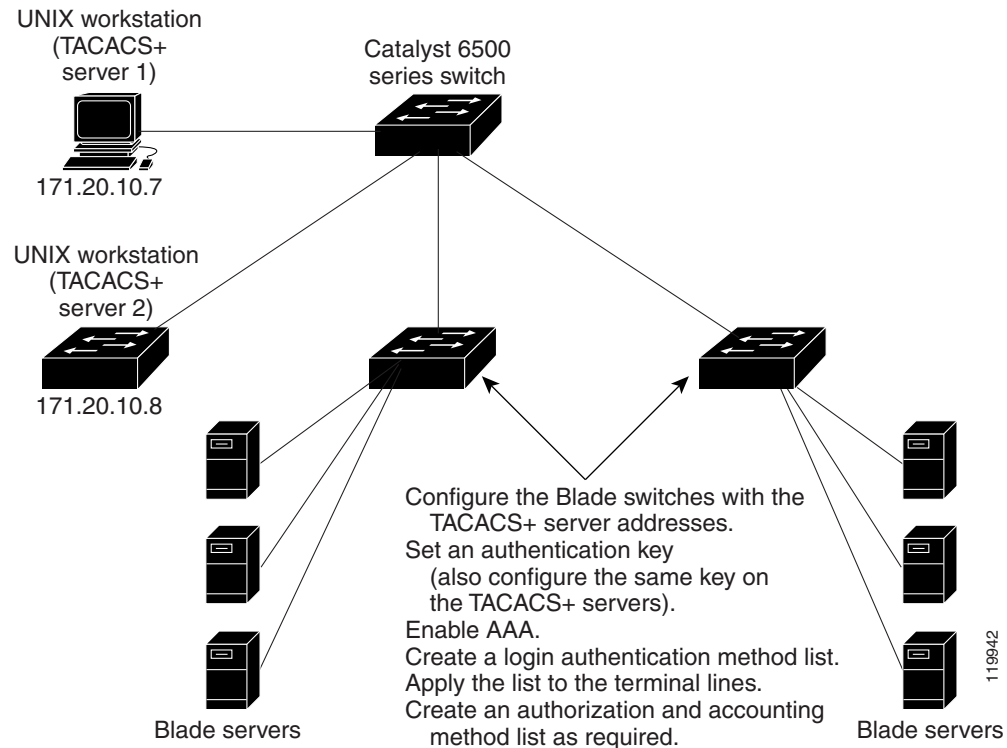 UNIX workstation
(TACACS+
server 1)
Catalyst 6500
series switch
171.20.10.7
UNIX workstation
(TACACS+
server 2)
171.20.10.8
Configure the Blade switches with the
TACACS+ server addresses.
Set an authentication key
(also configure the same key on
the TACACS+ servers).
Enable AAA.
Create a login authentication method list.
Apply the list to the terminal lines.
Create an authorization and accounting
method list as required.
Blade servers
Blade servers
119942